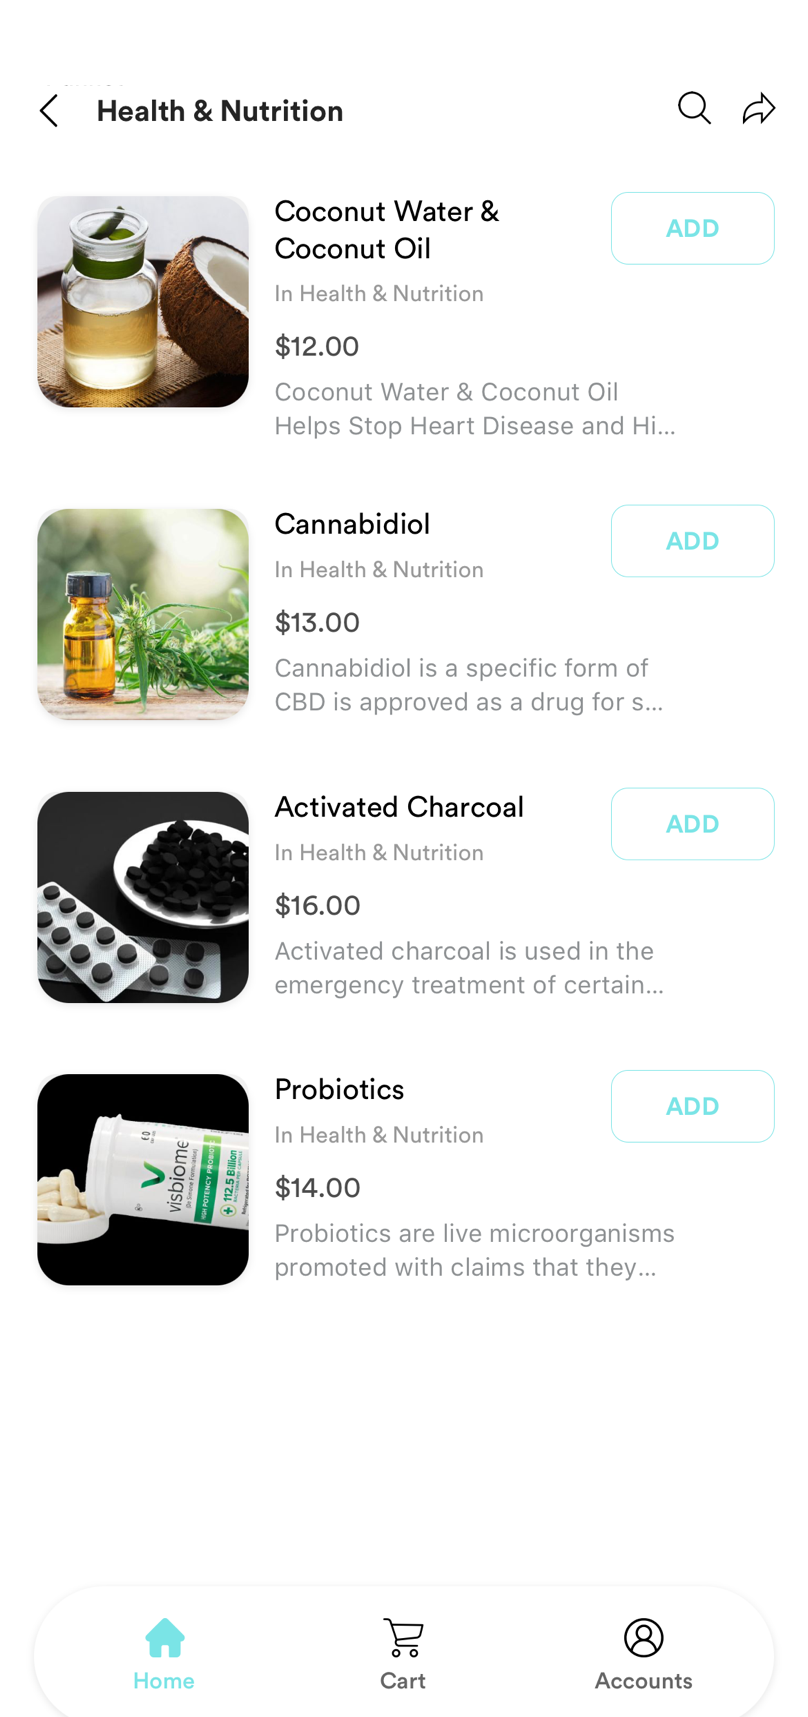 Health & Nutrition
Coconut Water &
Coconut Oil
ADD
In Health & Nutrition
$12.00
Coconut Water & Coconut Oil
Helps Stop Heart Disease and Hi...
Cannabidiol
ADD
In Health & Nutrition
$13.00
Cannabidiol is a specific form of
CBD is approved as a drug for s...
Activated Charcoal
ADD
In Health & Nutrition
$16.00
Activated charcoal is used in the
emergency treatment of certain...
Probiotics
ADD
In Health & Nutrition
$14.00
Probiotics are live microorganisms
promoted with claims that they...
visbiome
HIGH POTENCY PROBIOTIC
112.5 Billion
Home
Cart
Accounts